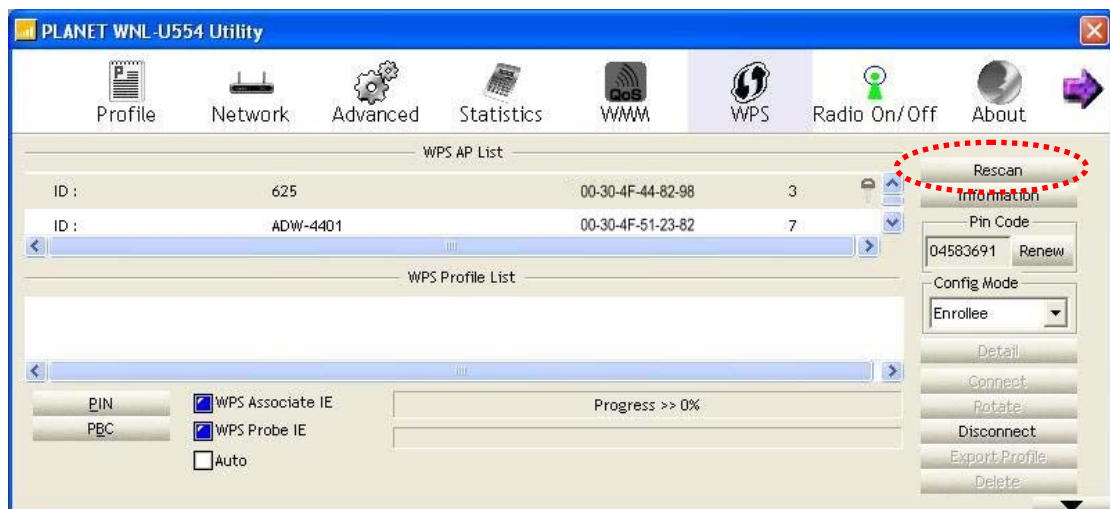 PLANET WNL-U554 Utility
Profile Network Advanced Statistics WMM WPS Radio On/Off About
QoS
WPS AP List
ID : 625 00-30-4F-44-82-98 3
ID : ADW-4401 00-30-4F-51-23-82 7
WPS Profile List
Rescan
Information
Pin Code
04583691 Renew
Config Mode
Enrollee
Detail
Connect
Rotate
Disconnect
Export Profile
Delete
PIN
PBC
WPS Associate IE
WPS Probe IE
Auto
Progress >> 0%